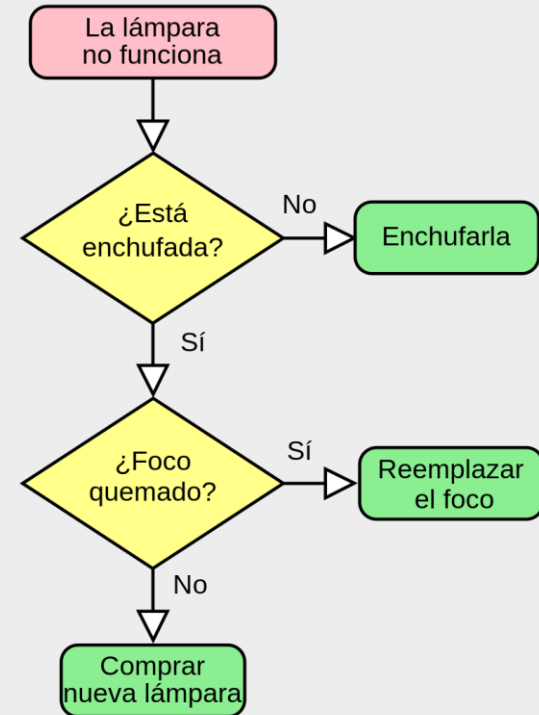 La lámpara
no funciona
¿Está
enchufada?
No
Enchufarla
Sí
¿Foco
quemado?
Sí
Reemplazar
el foco
No
Comprar
nueva lámpara